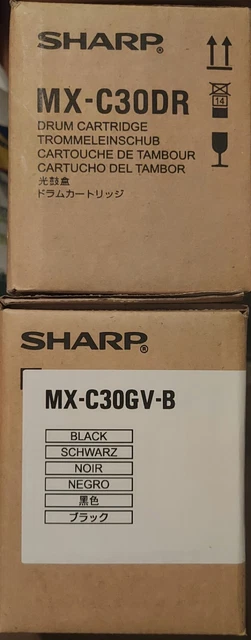 SHARP®
MX-C30DR
14
DRUM CARTRIDGE
TROMMELEINSCHUB
CARTOUCHE DE TAMBOUR
CARTUCHO DEL TAMBOR
光鼓盒
ドラムカートリッジ
SHARP®
MX-C30GV-B
BLACK
SCHWARZ
NOIR
NEGRO
黒色
ブラック